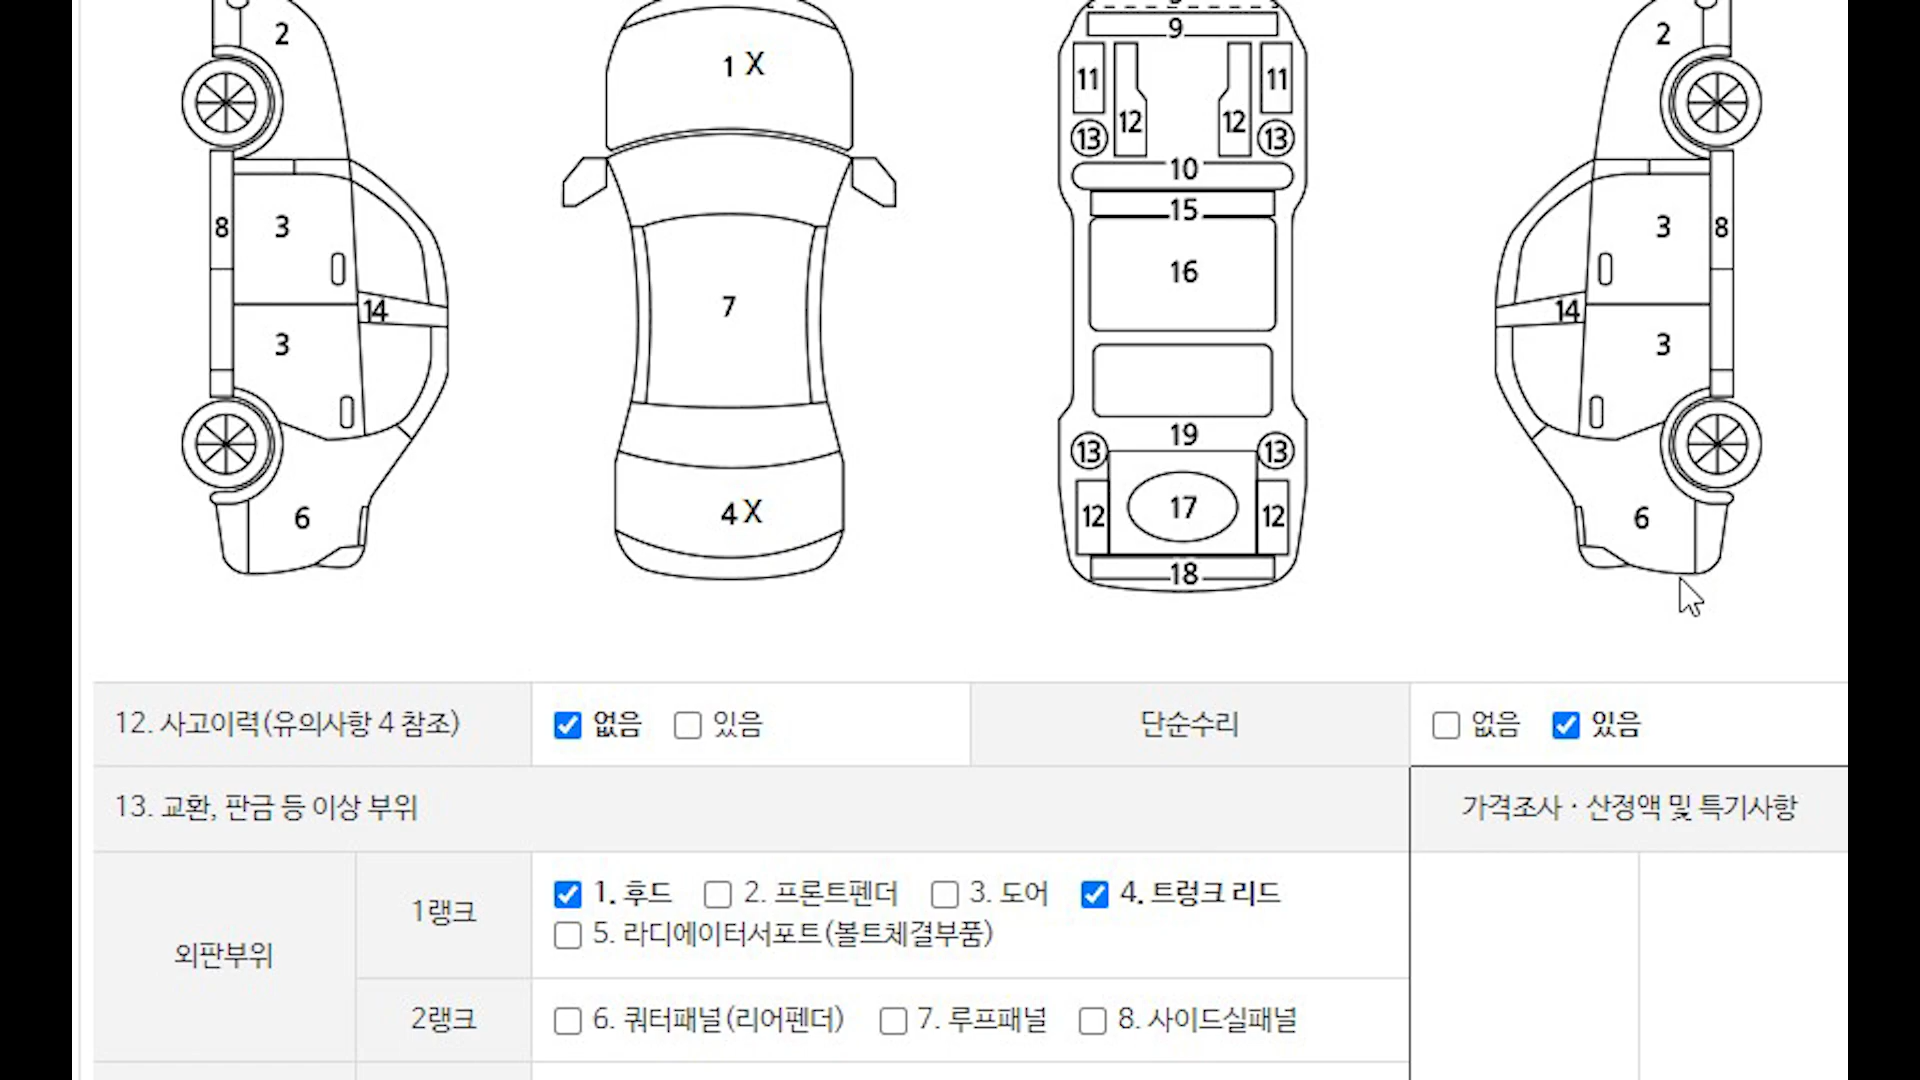 2
1 X
9
2
11
11
12
12
13
13
10
8
3
15
3
8
16
14
7
14
3
3
19
13
13
6
4 X
12
17
12
6
18
12. 사고이력(유의사항 4 참조)
없음
있음
단순수리
없음
있음
13. 교환, 판금 등 이상 부위
가격조사 · 산정액 및 특기사항
외판부위
1랭크
1. 후드
2. 프론트펜더
3. 도어
4. 트렁크 리드
5. 라디에이터서포트(볼트체결부품)
2랭크
6. 쿼터패널(리어펜더)
7. 루프패널
8. 사이드실패널